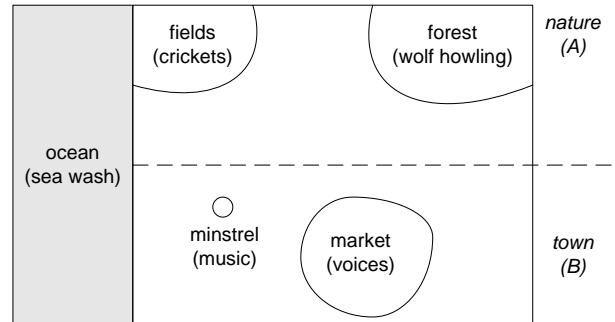 fields
(crickets)
forest
(wolf howling)
nature
(A)
ocean
(sea wash)
minstrel
(music)
market
(voices)
town
(B)